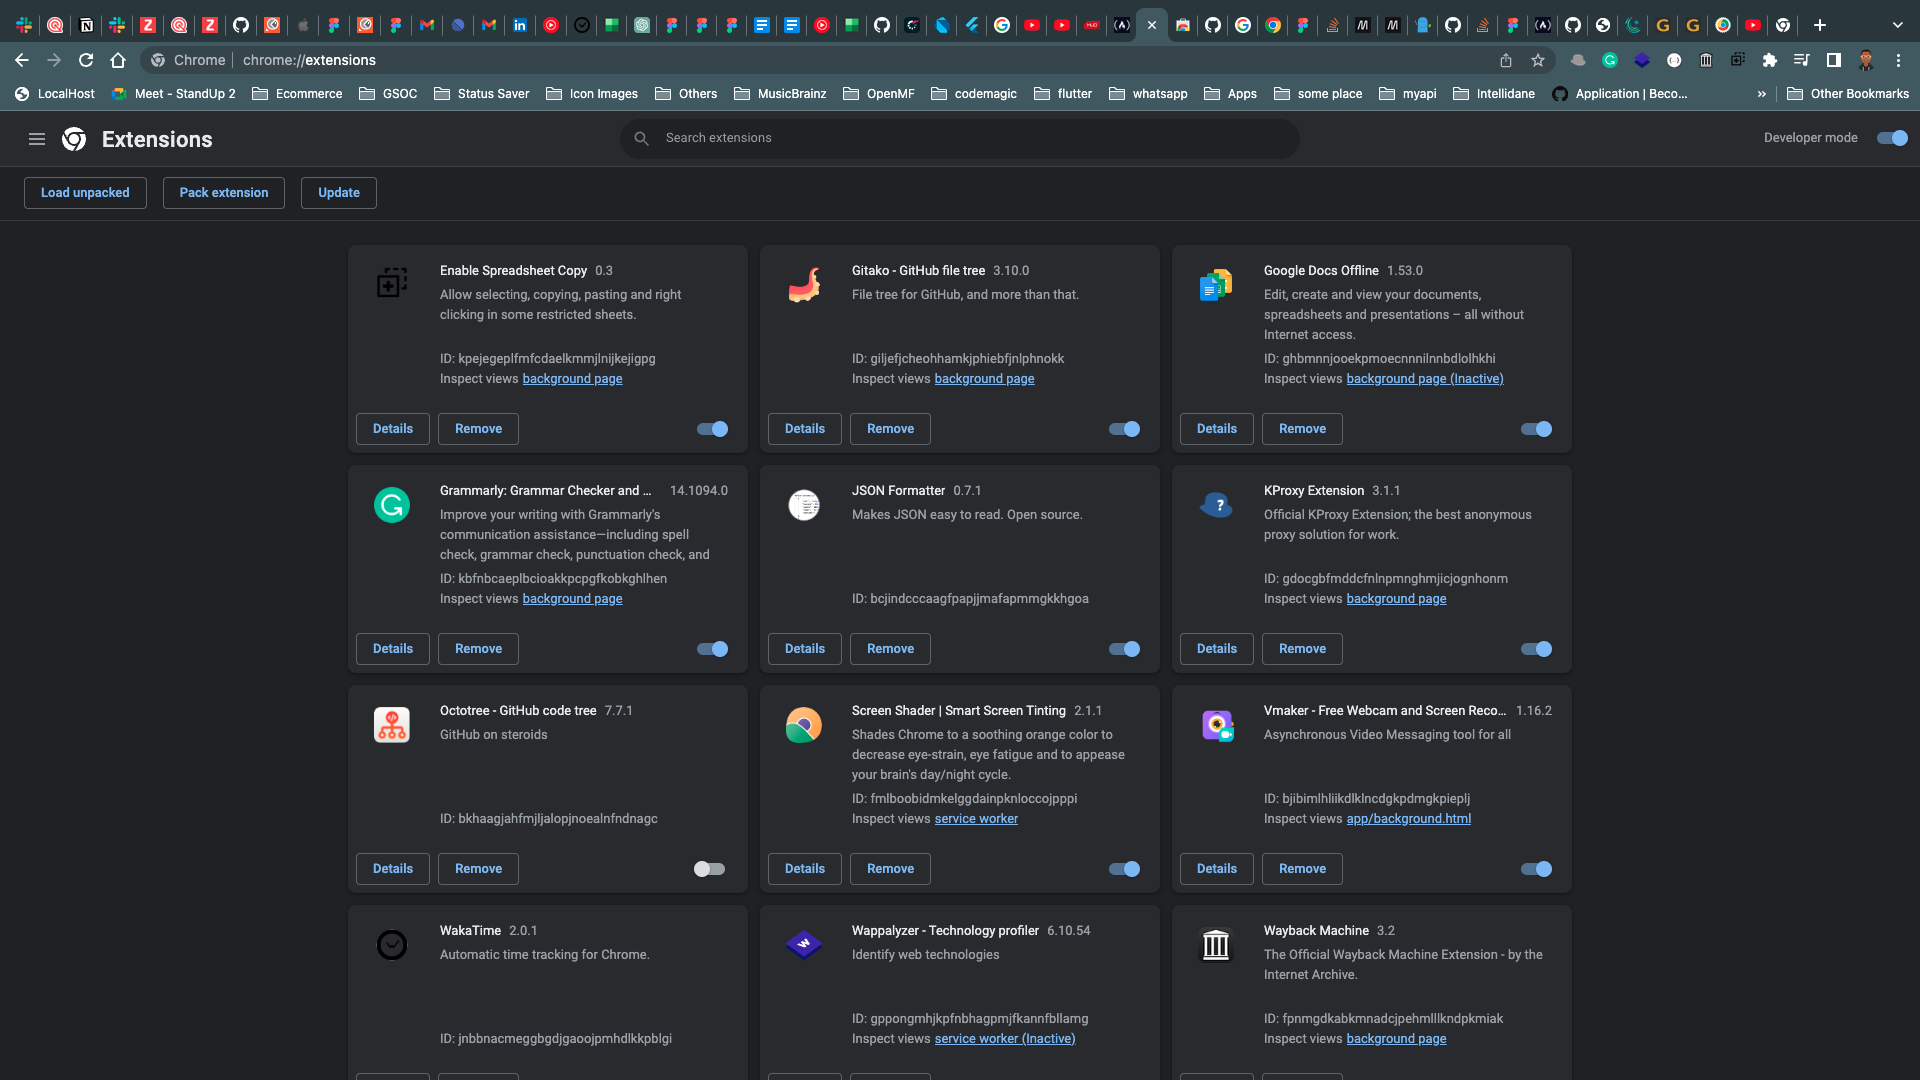 Chrome
chrome://extensions
LocalHost
Meet - StandUp 2
Ecommerce
GSOC
Status Saver
Icon Images
Others
MusicBrainz
OpenMF
codemagic
flutter
whatsapp
Apps
some place
myapi
Intellidane
Application | Beco...
»
Other Bookmarks
Extensions
Search extensions
Developer mode
Load unpacked
Pack extension
Update
Enable Spreadsheet Copy 0.3
Allow selecting, copying, pasting and right
clicking in some restricted sheets.
ID: kpejegeplfmfcdaelkmmjlnijkejigpg
Inspect views background page
Details
Remove
Gitako - GitHub file tree 3.10.0
File tree for GitHub, and more than that.
ID: giljefjcheohhamkjphiebfjnlphnokk
Inspect views background page
Details
Remove
Google Docs Offline 1.53.0
Edit, create and view your documents,
spreadsheets and presentations – all without
Internet access.
ID: ghbmnnjooekpmoecnnnilnnbdlolhkhi
Inspect views background page (Inactive)
Details
Remove
Grammarly: Grammar Checker and ... 14.1094.0
Improve your writing with Grammarly's
communication assistance—including spell
check, grammar check, punctuation check, and
ID: kbfnbcaeplbcioakkpcpgfkobkghlhen
Inspect views background page
Details
Remove
JSON Formatter 0.7.1
Makes JSON easy to read. Open source.
ID: bcjindcccaagfpapjjmafapmmgkkhgoa
Details
Remove
KProxy Extension 3.1.1
Official KProxy Extension; the best anonymous
proxy solution for work.
ID: gdocgbfmddcfnlnpmnghmjicjognhonm
Inspect views background page
Details
Remove
Octotree - GitHub code tree 7.7.1
GitHub on steroids
ID: bkhaagjahfmjljalopjnoealnfndnagc
Details
Remove
Screen Shader | Smart Screen Tinting 2.1.1
Shades Chrome to a soothing orange color to
decrease eye-strain, eye fatigue and to appease
your brain's day/night cycle.
ID: fmlboobidmkelggdainpknloccojpppi
Inspect views service worker
Details
Remove
Vmaker - Free Webcam and Screen Reco... 1.16.2
Asynchronous Video Messaging tool for all
ID: bjibimlhliikdlklncdgkpdmgkpieplj
Inspect views app/background.html
Details
Remove
WakaTime 2.0.1
Automatic time tracking for Chrome.
ID: jnbbnacmeggbgdjgaoojpmhdlkkpblgi
Wappalyzer - Technology profiler 6.10.54
Identify web technologies
ID: gppongmhjkpfnbhagpmjfkannfbllamg
Inspect views service worker (Inactive)
Wayback Machine 3.2
The Official Wayback Machine Extension - by the
Internet Archive.
ID: fpnmgdkabkmnadcjpehmlllkndpkmiak
Inspect views background page